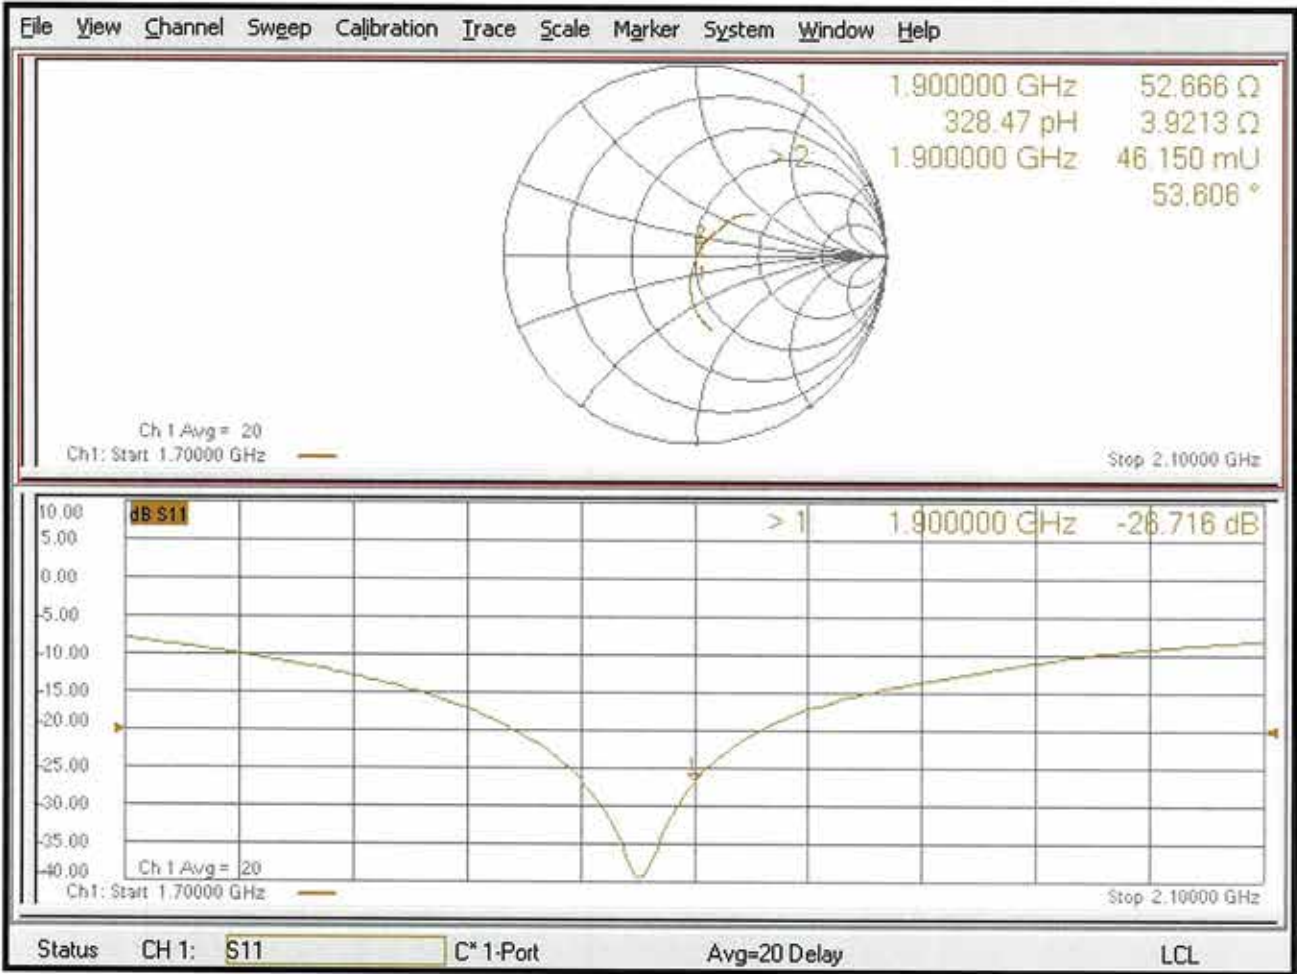 File View Channel Sweep Calibration Trace Scale Marker System Window Help
1 1.900000 GHz 52.666 Ω
328.47 pH 3.9213 Ω
> 2 1.900000 GHz 46.150 mU
53.606 °
Ch 1 Avg = 20
Ch1: Start 1.70000 GHz
Stop 2.10000 GHz
10.00
dB S11
> 1 1.900000 GHz -26.716 dB
5.00
0.00
-5.00
-10.00
-15.00
-20.00
-25.00
-30.00
-35.00
-40.00
1
Ch 1 Avg = 20
Ch1: Start 1.70000 GHz
Stop 2.10000 GHz
Status CH 1: S11 C* 1-Port Avg=20 Delay LCL